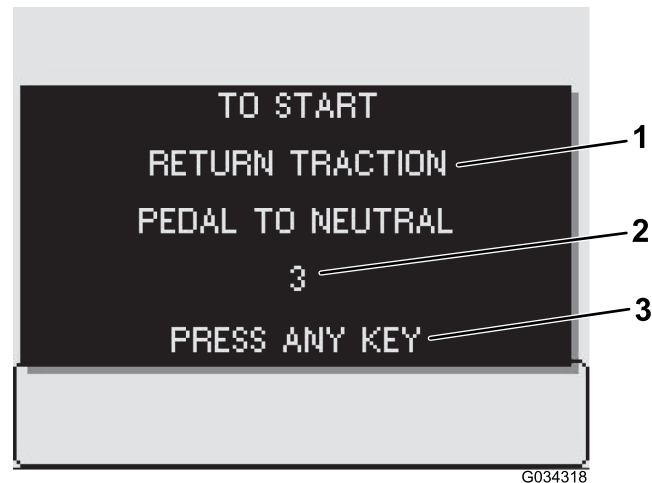 TO START
RETURN TRACTION
1
PEDAL TO NEUTRAL
2
3
3
PRESS ANY KEY
G034318